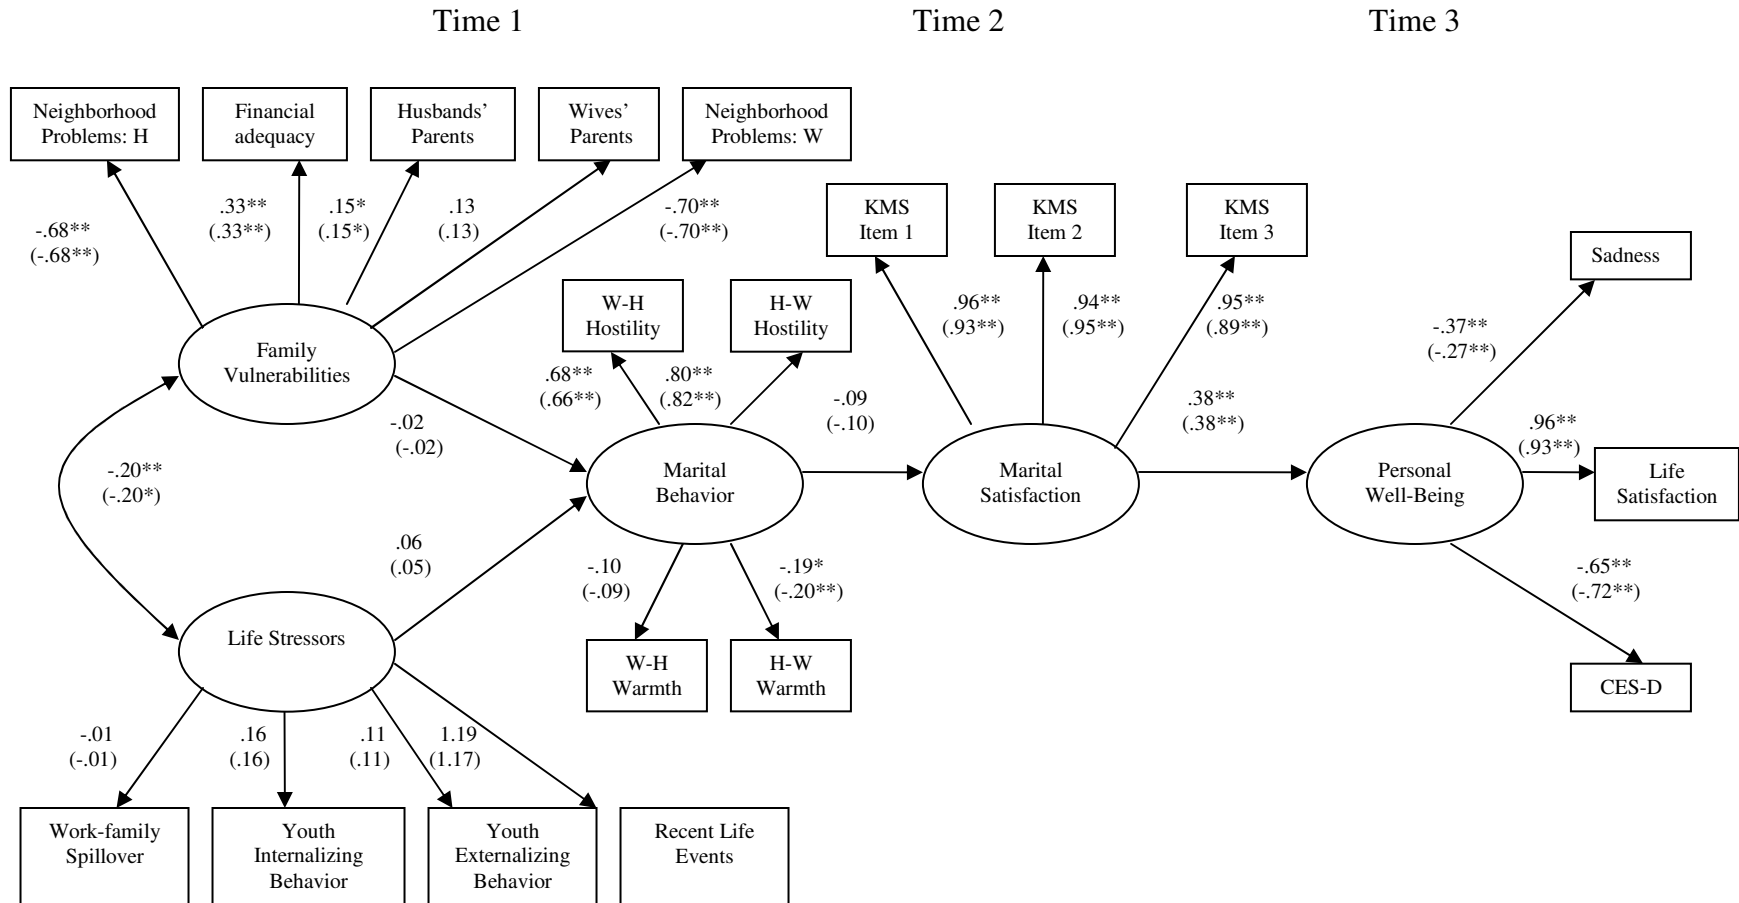 Time 1
Time 2
Time 3
Neighborhood
Problems: H
Financial
adequacy
Husbands’
Parents
Wives’
Parents
Neighborhood
Problems: W
-.68**
(-.68**)
.33**
(.33**)
.15*
(.15*)
.13
(.13)
-.70**
(-.70**)
KMS
Item 1
KMS
Item 2
KMS
Item 3
Sadness
W-H
Hostility
H-W
Hostility
.96**
(.93**)
.94**
(.95**)
.95**
(.89**)
-.37**
(-.27**)
Family
Vulnerabilities
.68**
(.66**)
.80**
(.82**)
-.09
(-.10)
.38**
(.38**)
.96**
(.93**)
-.02
(-.02)
-.20**
(-.20*)
Marital
Behavior
Marital
Satisfaction
Personal
Well-Being
Life
Satisfaction
.06
(.05)
-.10
(-.09)
-.19*
(-.20**)
-.65**
(-.72**)
Life Stressors
W-H
Warmth
H-W
Warmth
CES-D
-.01
(-.01)
.16
(.16)
.11
(.11)
1.19
(1.17)
Work-family
Spillover
Youth
Internalizing
Behavior
Youth
Externalizing
Behavior
Recent Life
Events